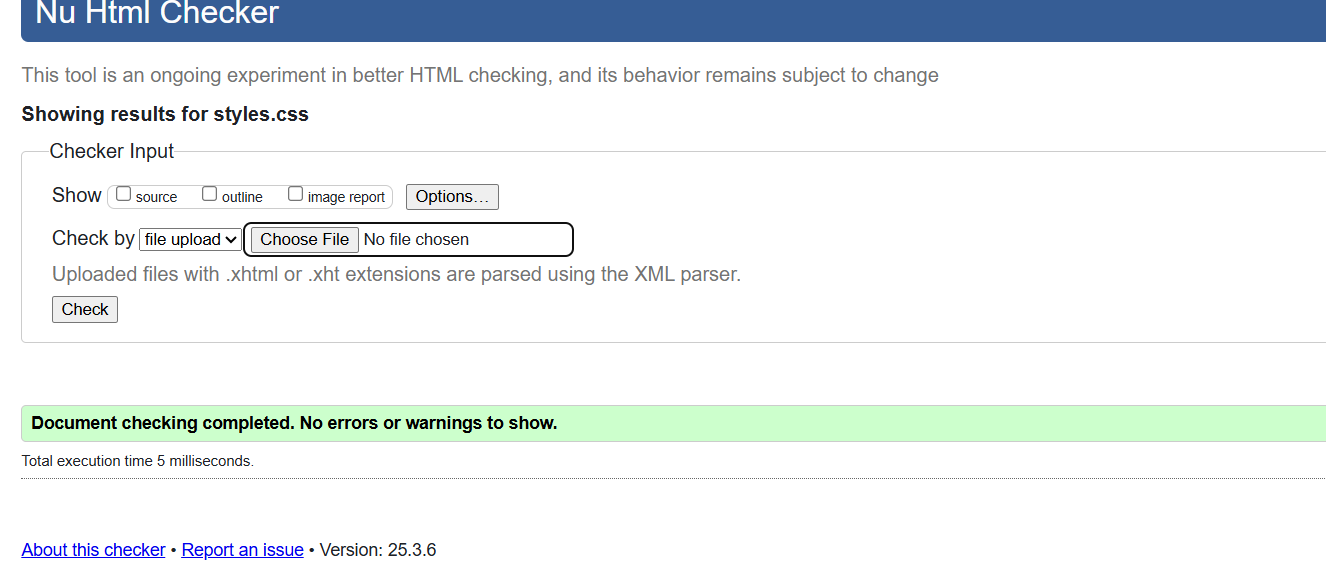 Nu Html Checker
This tool is an ongoing experiment in better HTML checking, and its behavior remains subject to change
Showing results for styles.css
Checker Input
Show source outline image report Options...
Check by file upload Choose File No file chosen
Uploaded files with .xhtml or .xht extensions are parsed using the XML parser.
Check
Document checking completed. No errors or warnings to show.
Total execution time 5 milliseconds.
About this checker • Report an issue • Version: 25.3.6